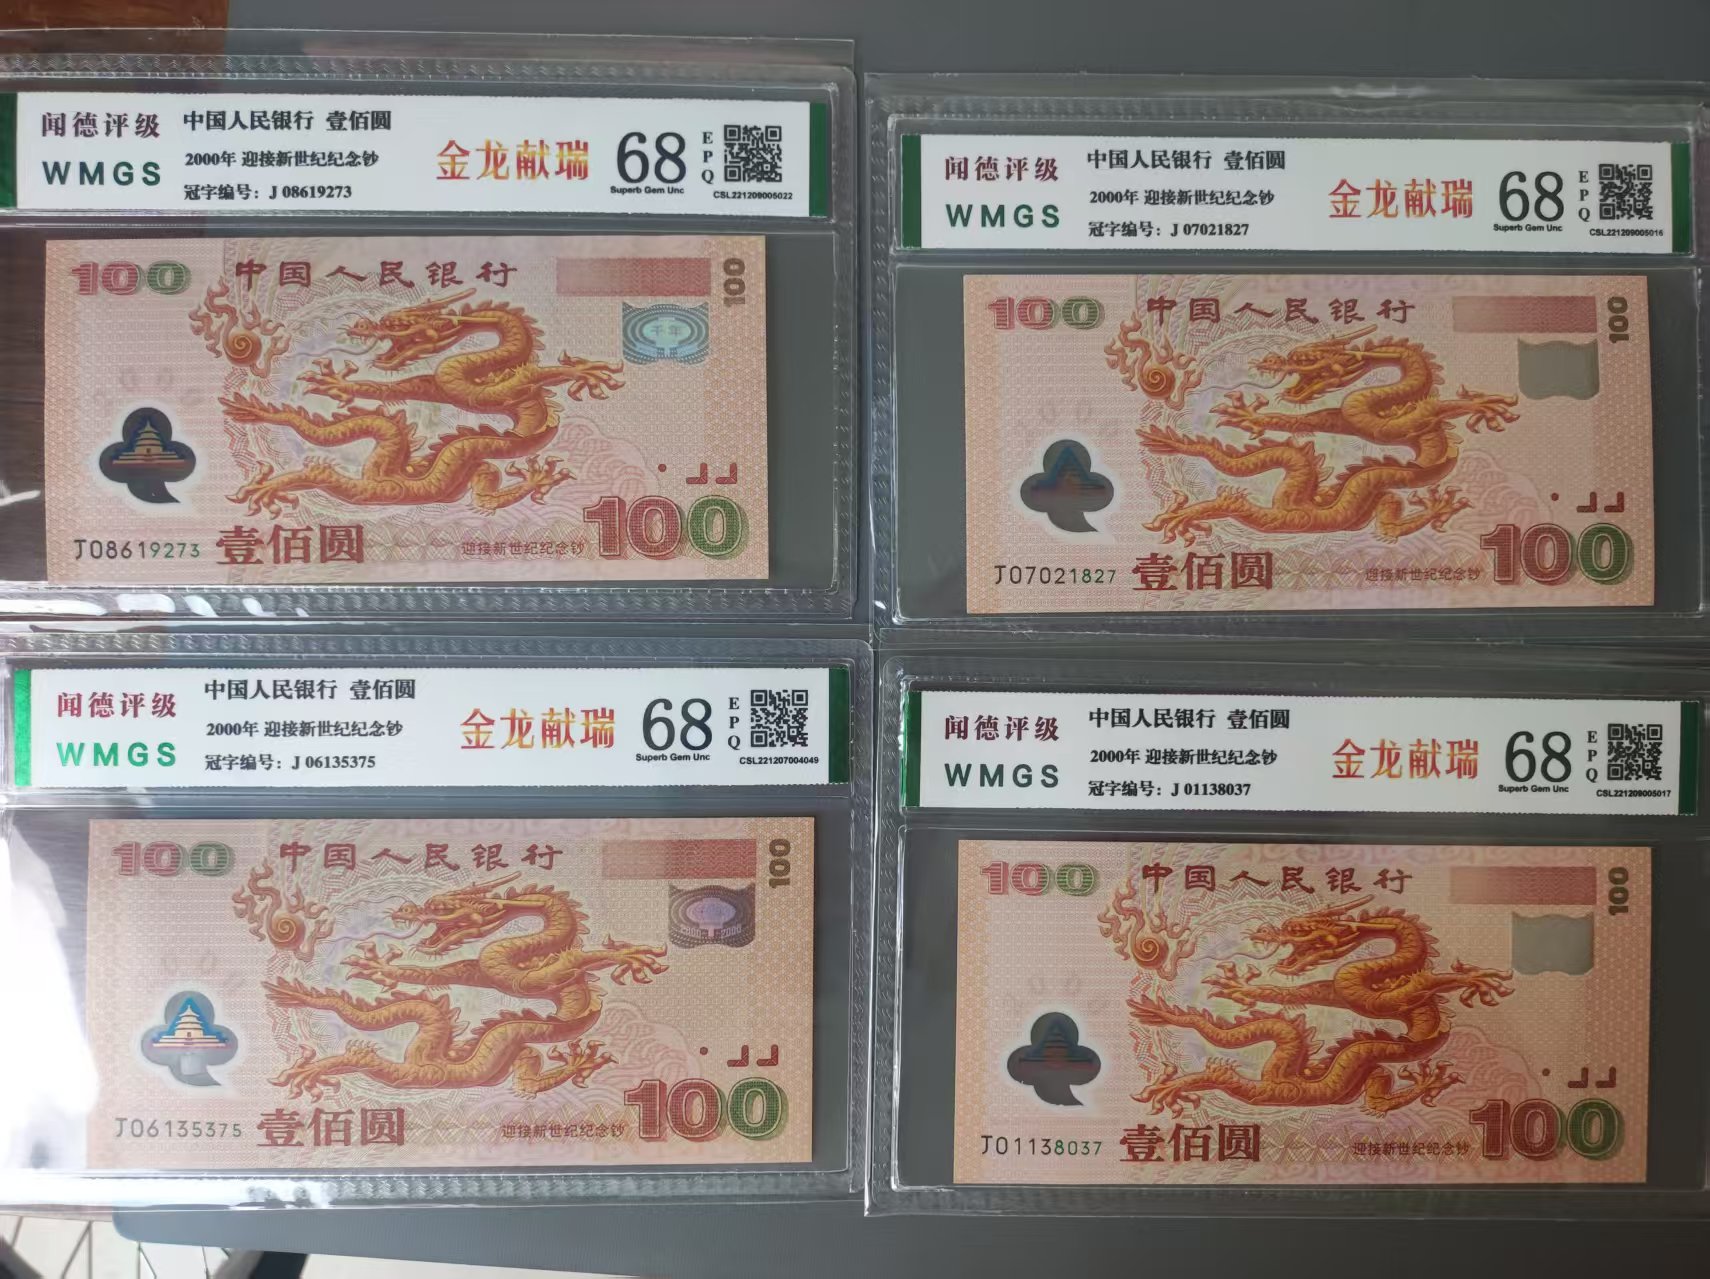 闻德评级
WMGS
中国人民银行 壹佰圆
2000年 迎接新世纪纪念钞
冠字编号：J 08619273
金龙献瑞
68
Superb Gem Unc
EPQ
CSL221209005022
100
中国人民银行
100
千年
J08619273
壹佰圆
迎接新世纪纪念钞
100
闻德评级
WMGS
中国人民银行 壹佰圆
2000年 迎接新世纪纪念钞
冠字编号：J 07021827
金龙献瑞
68
Superb Gem Unc
EPQ
CSL221209005016
100
中国人民银行
100
J07021827
壹佰圆
迎接新世纪纪念钞
100
闻德评级
WMGS
中国人民银行 壹佰圆
2000年 迎接新世纪纪念钞
冠字编号：J 06135375
金龙献瑞
68
Superb Gem Unc
EPQ
CSL221207004049
100
中国人民银行
100
2000 2000
J06135375
壹佰圆
迎接新世纪纪念钞
100
闻德评级
WMGS
中国人民银行 壹佰圆
2000年 迎接新世纪纪念钞
冠字编号：J 01138037
金龙献瑞
68
Superb Gem Unc
EPQ
CSL221209005017
100
中国人民银行
100
J01138037
壹佰圆
迎接新世纪纪念钞
100